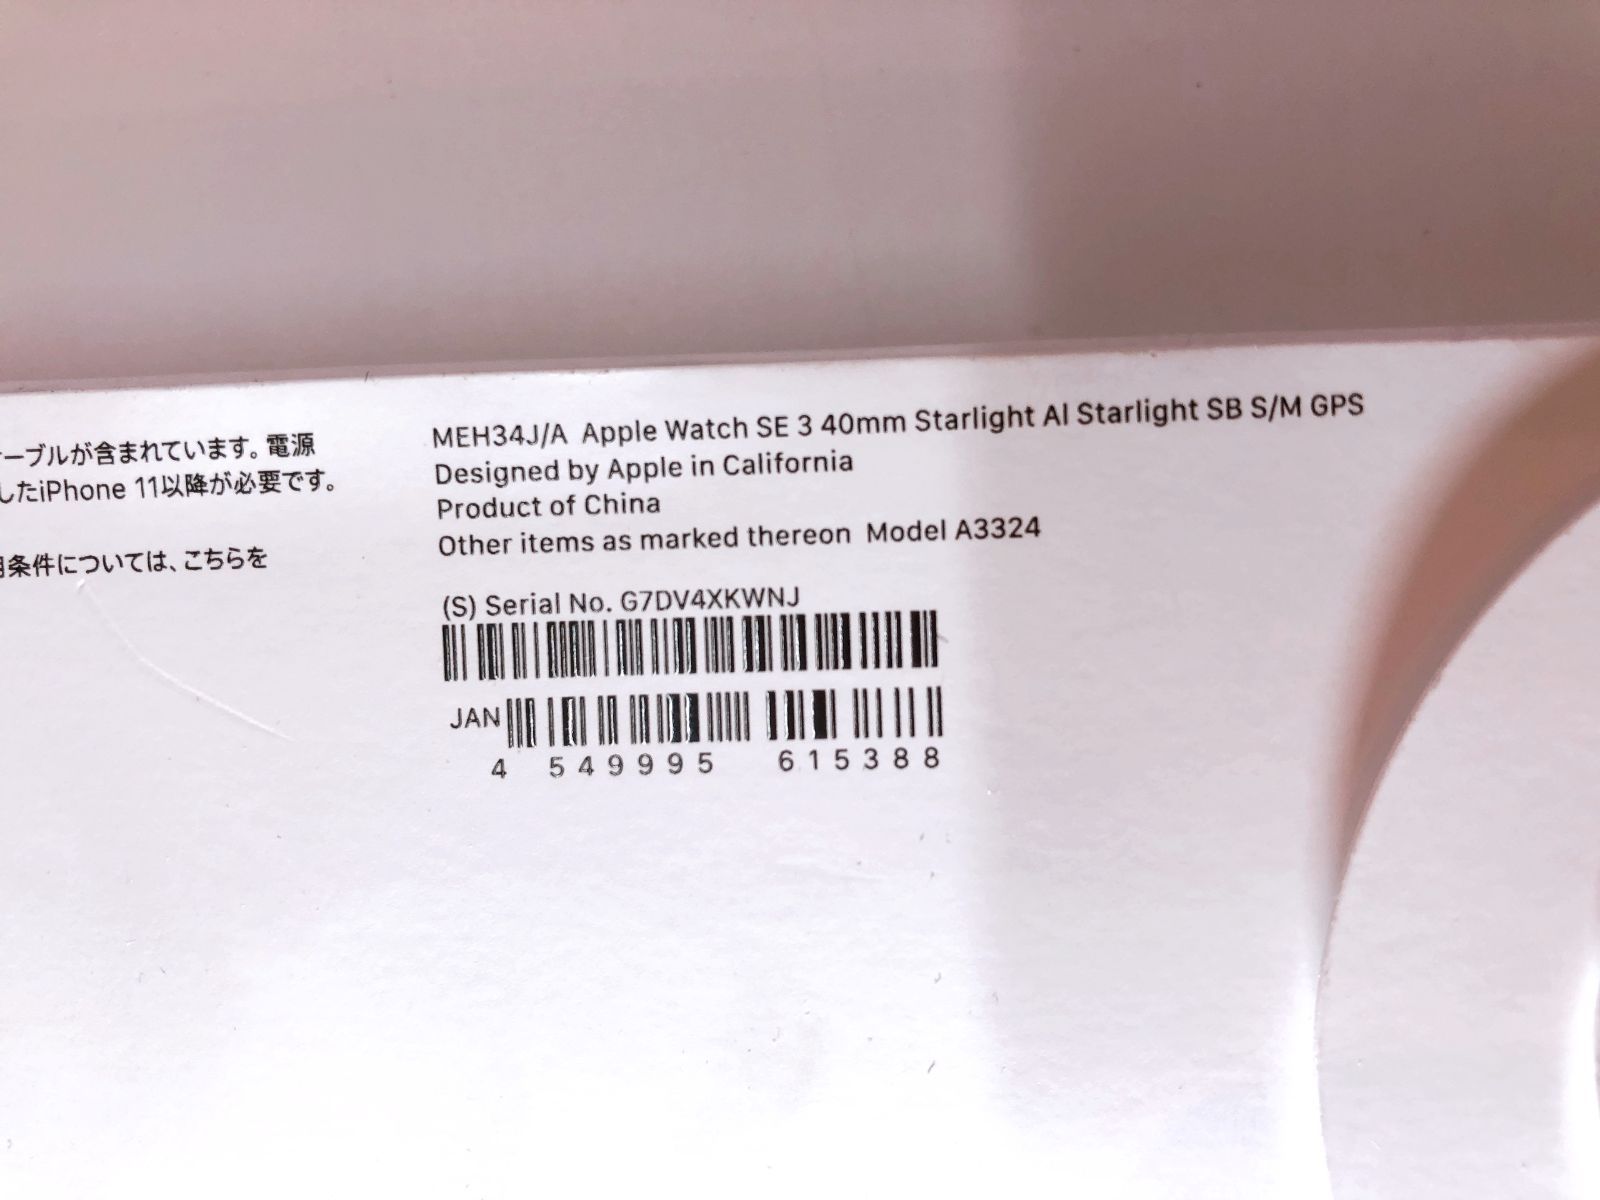 ーブルが含まれています。電源
したiPhone 11以降が必要です。
条件については、こちらを
MEH34J/A Apple Watch SE 3 40mm Starlight Al Starlight SB S/M GPS
Designed by Apple in California
Product of China
Other items as marked thereon Model A3324
(S) Serial No. G7DV4XKWNJ
JAN
4 549995 615388